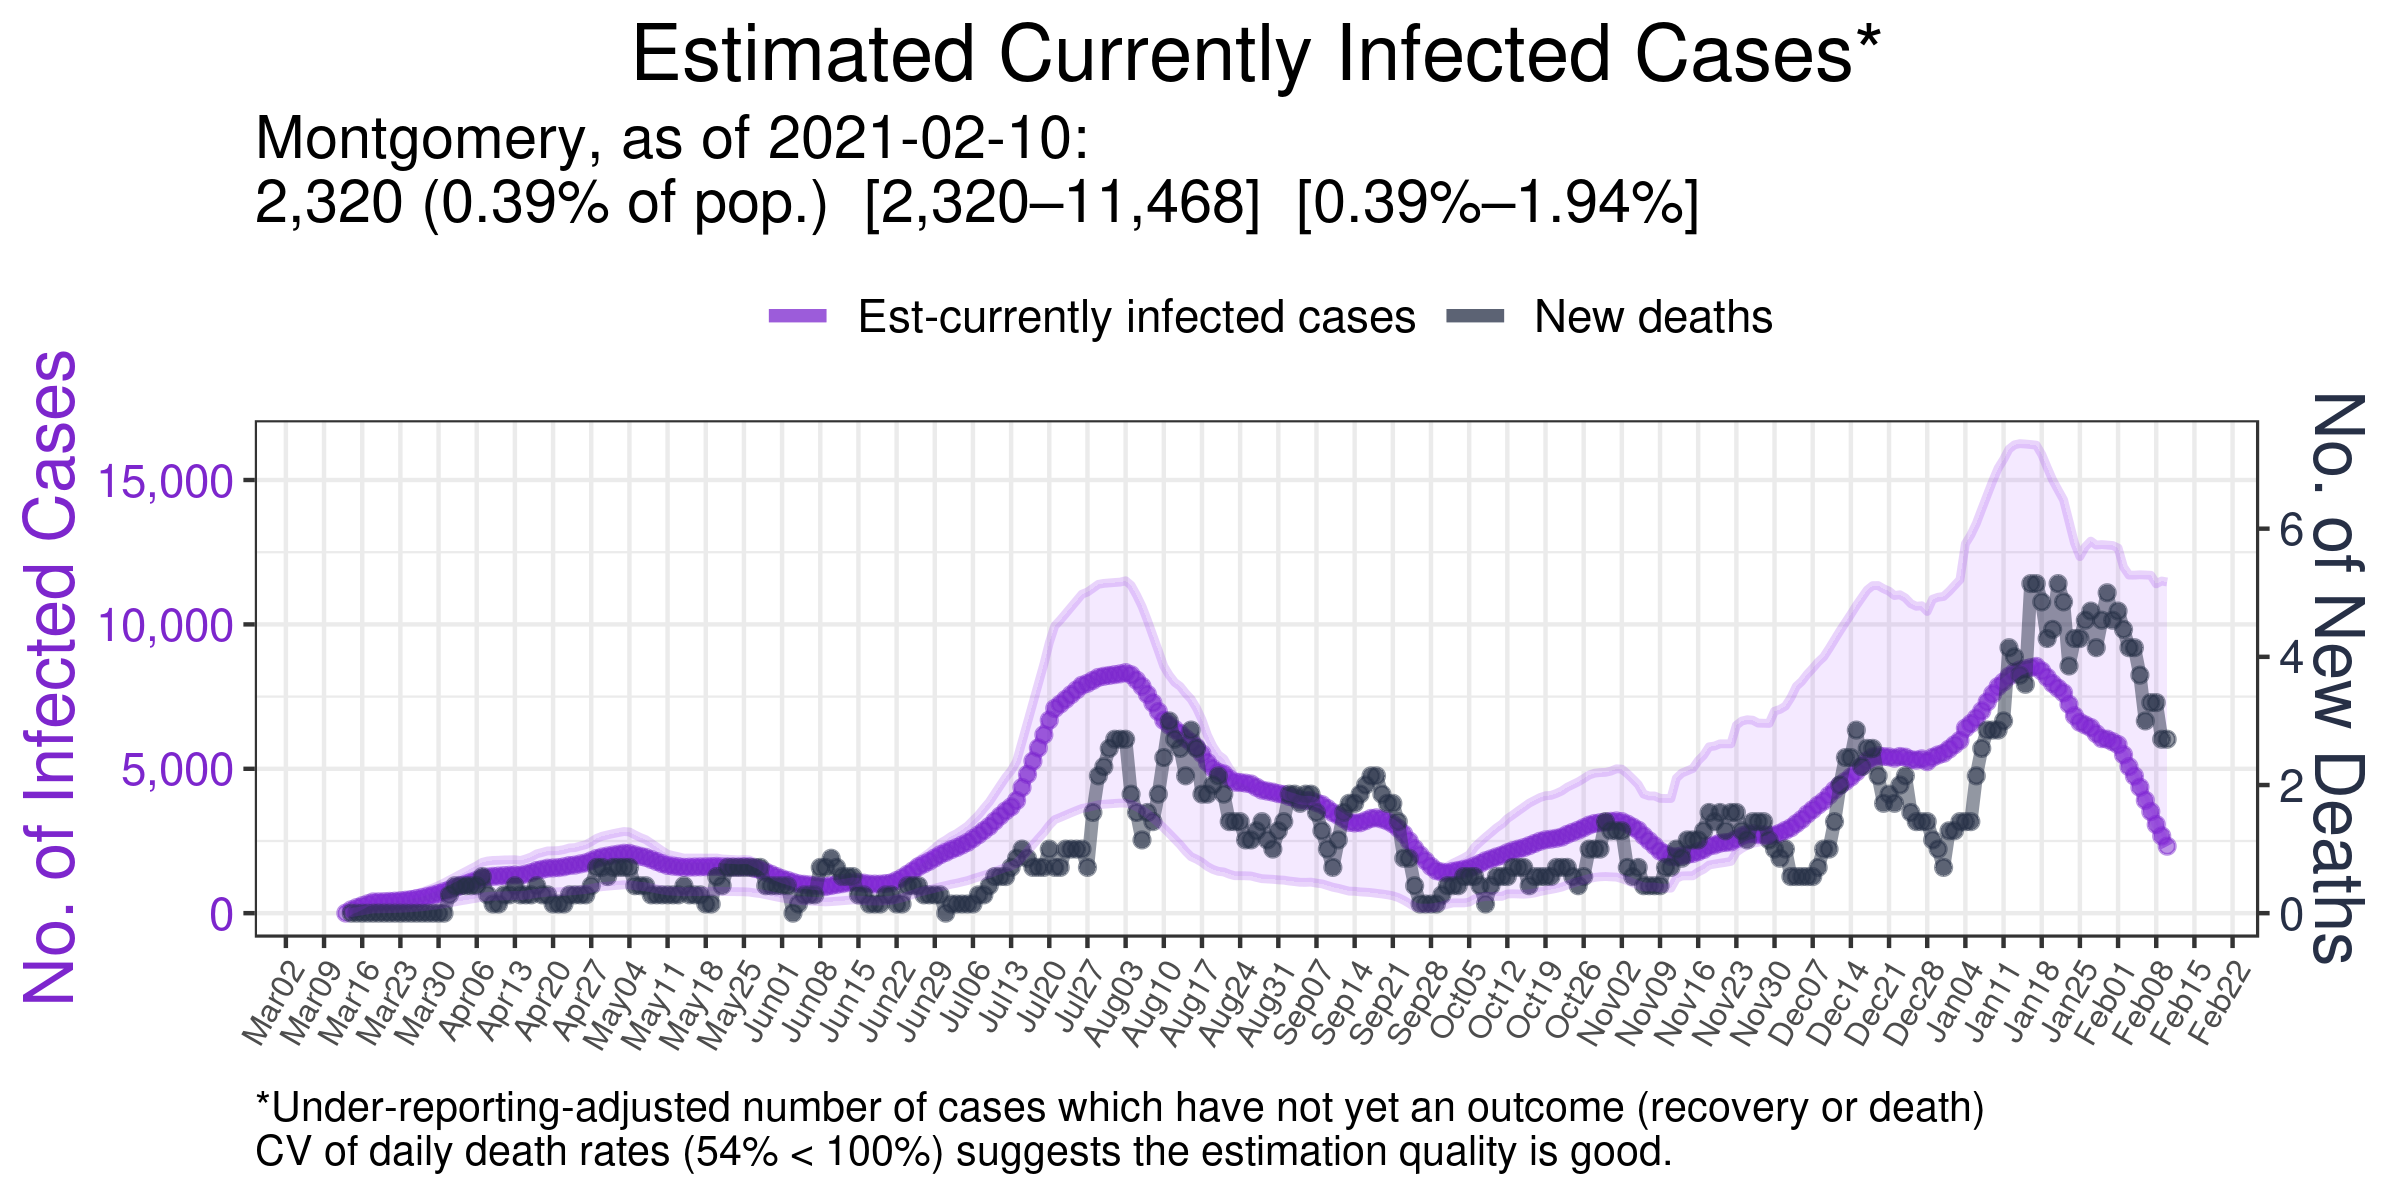 Estimated Currently Infected Cases*
Montgomery, as of 2021-02-10:
2,320 (0.39% of pop.) [2,320–11,468] [0.39%–1.94%]
Est-currently infected cases
New deaths
No. of Infected Cases
15,000
10,000
5,000
0
6
4
2
0
No. of New Deaths
Mar02
Mar09
Mar16
Mar23
Mar30
Apr06
Apr13
Apr20
Apr27
May04
May11
May18
May25
Jun01
Jun08
Jun15
Jun22
Jun29
Jul06
Jul13
Jul20
Jul27
Aug03
Aug10
Aug17
Aug24
Aug31
Sep07
Sep14
Sep21
Sep28
Oct05
Oct12
Oct19
Oct26
Nov02
Nov09
Nov16
Nov23
Nov30
Dec07
Dec14
Dec21
Dec28
Jan04
Jan11
Jan18
Jan25
Feb01
Feb08
Feb15
Feb22
*Under-reporting-adjusted number of cases which have not yet an outcome (recovery or death)
CV of daily death rates (54% < 100%) suggests the estimation quality is good.